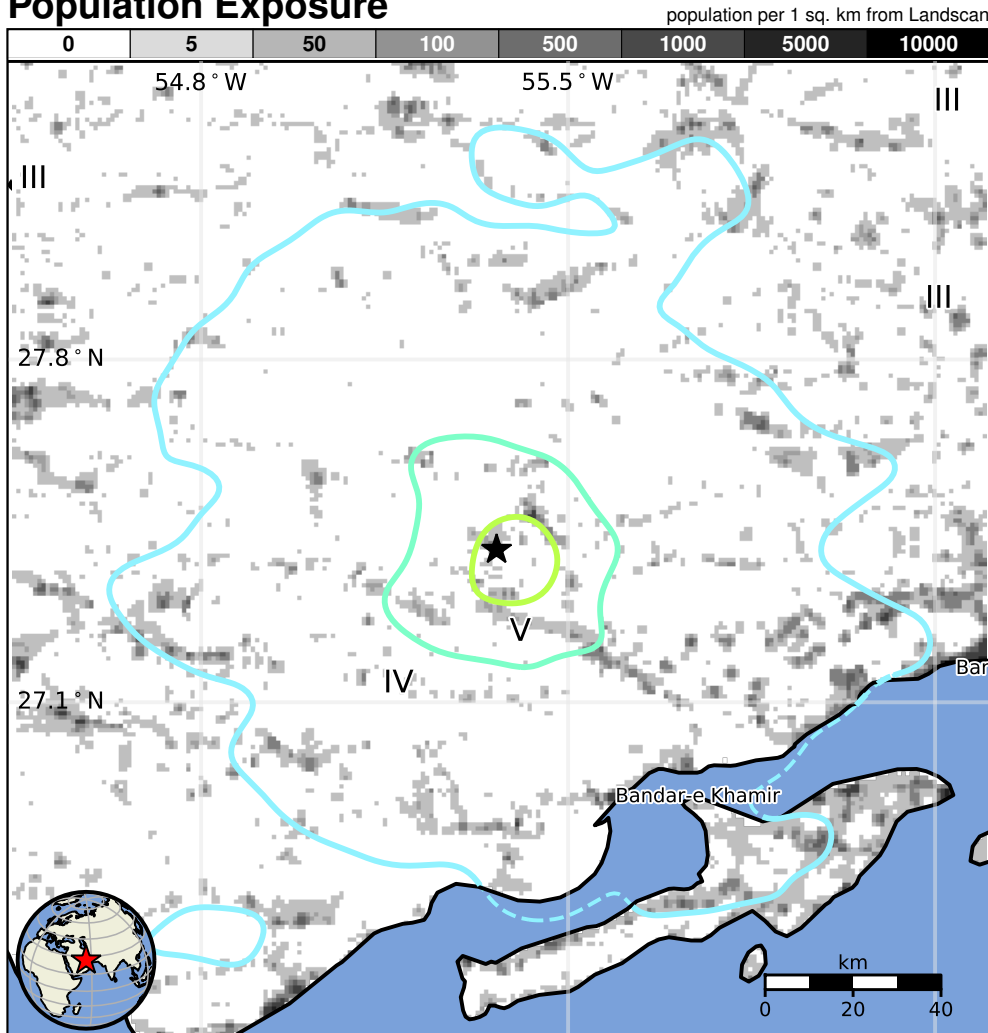 Population Exposure
population per 1 sq. km from Landscan
0 5 50 100 500 1000 5000 10000
54.8°W 55.5°W
III
III
III
27.8°N
V
IV
Bar
27.1°N
Bandar-e Khamir
km
0 20 40